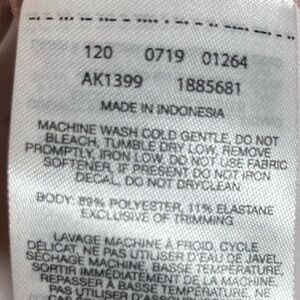 120 0719 01264
AK1399 1885681
MADE IN INDONESIA
MACHINE WASH COLD GENTLE, DO NOT
BLEACH, TUMBLE DRY LOW, REMOVE
PROMPTLY, IRON LOW, DO NOT USE FABRIC
SOFTENER, IF PRESENT DO NOT IRON
DECAL, DO NOT DRYCLEAN
BODY: 89% POLYESTER, 11% ELASTANE
EXCLUSIVE OF TRIMMING
LAVAGE MACHINE À FROID, CYCLE
DÉLICAT, NE PAS UTILISER D'EAU DE JAVEL,
SÉCHAGE MACHINE BASSE TEMPÉRATURE,
SORTIR IMMÉDIATEMENT DE LA MACHINE,
REPASSER À BASSE TEMPÉRATURE,
NE PAS UTILISER D'